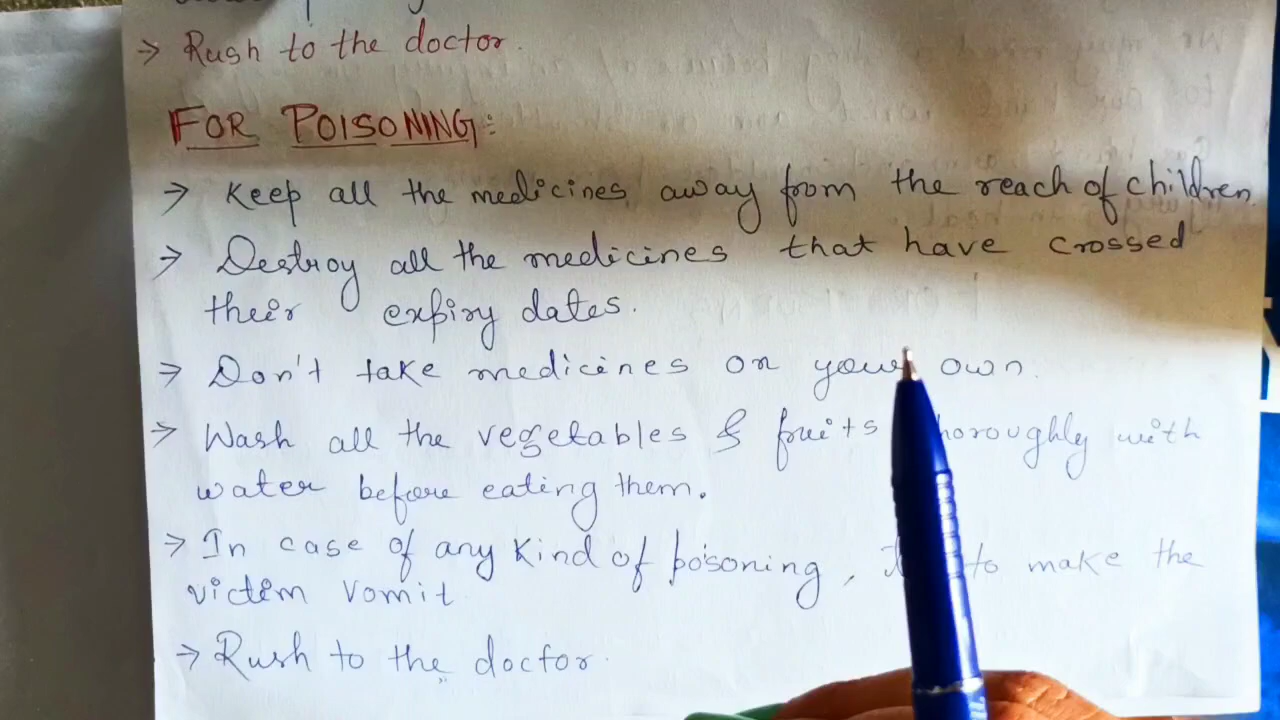 → Rush to the doctor.
FOR POISONING:
→ Keep all the medicines away from the reach of children.
→ Destroy all the medicines that have crossed
their expiry dates.
→ Don't take medicines on your own.
→ Wash all the vegetables & fruits thoroughly with
water before eating them.
→ In case of any kind of poisoning, to make the
victim vomit
→ Rush to the doctor.